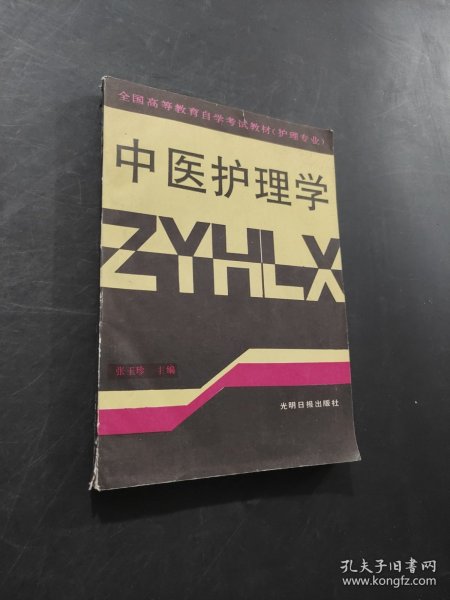 全国高等教育自学考试教材(护理专业)
中医护理学
ZYHLX
张玉珍 主编
光明日报出版社
孔夫子旧书网
www.kongfz.com